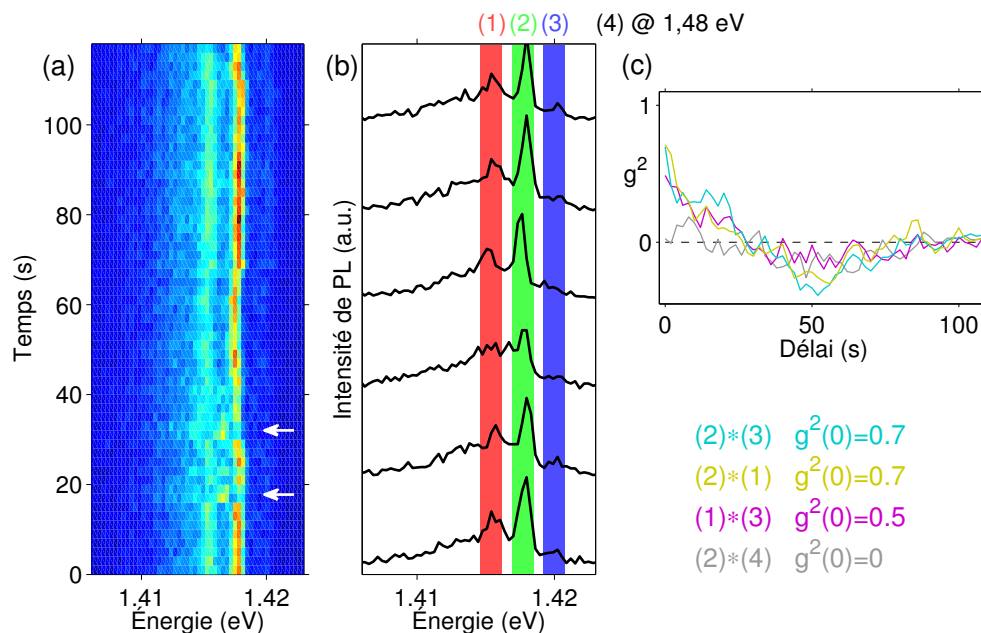 (1) (2) (3) (4) @ 1,48 eV
(a)
100
80
60
40
20
0
Temps (s)
1.41 1.42
Énergie (eV)
(b)
Intensité de PL (a.u.)
1.41 1.42
Énergie (eV)
(c)
1
g²
0
0 50 100
Délai (s)
(2)*(3) g²(0)=0.7
(2)*(1) g²(0)=0.7
(1)*(3) g²(0)=0.5
(2)*(4) g²(0)=0